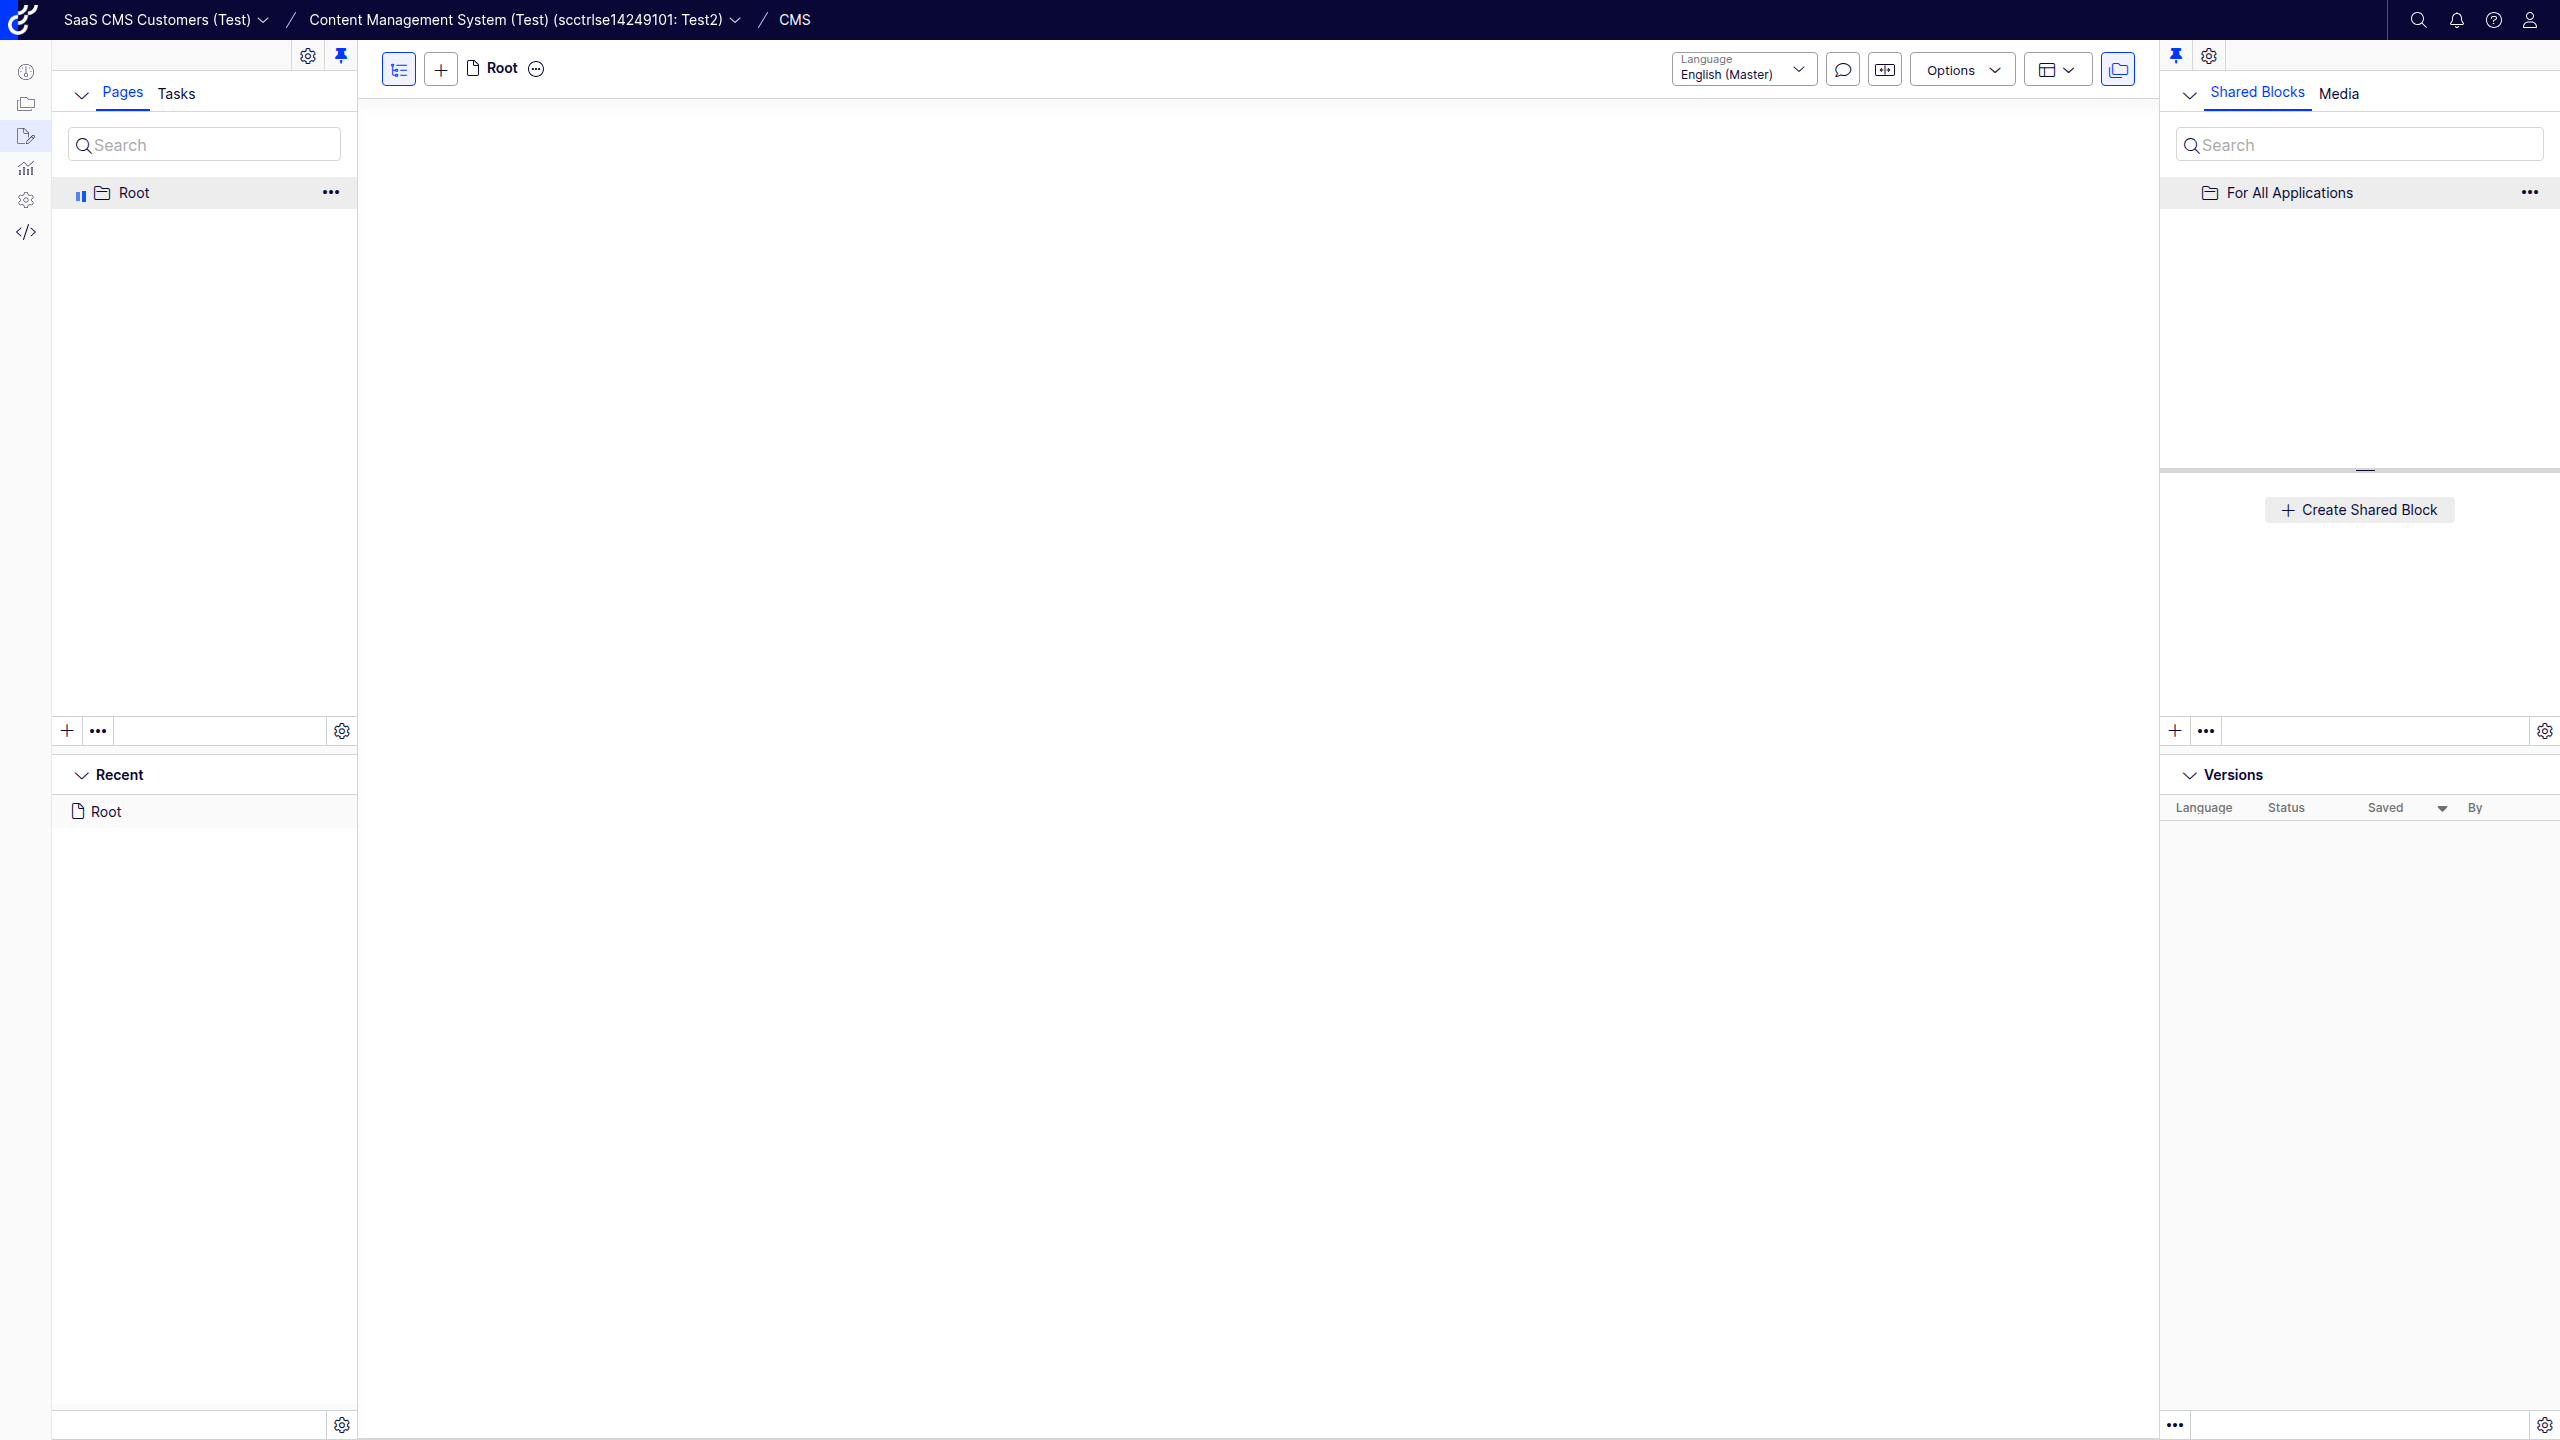 SaaS CMS Customers (Test)
Content Management System (Test) (scctrlse14249101: Test2)
CMS
Pages
Tasks
Search
Root
Recent
Root
Root
Language
English (Master)
Options
Shared Blocks
Media
Search
For All Applications
Create Shared Block
Versions
Language Status Saved By